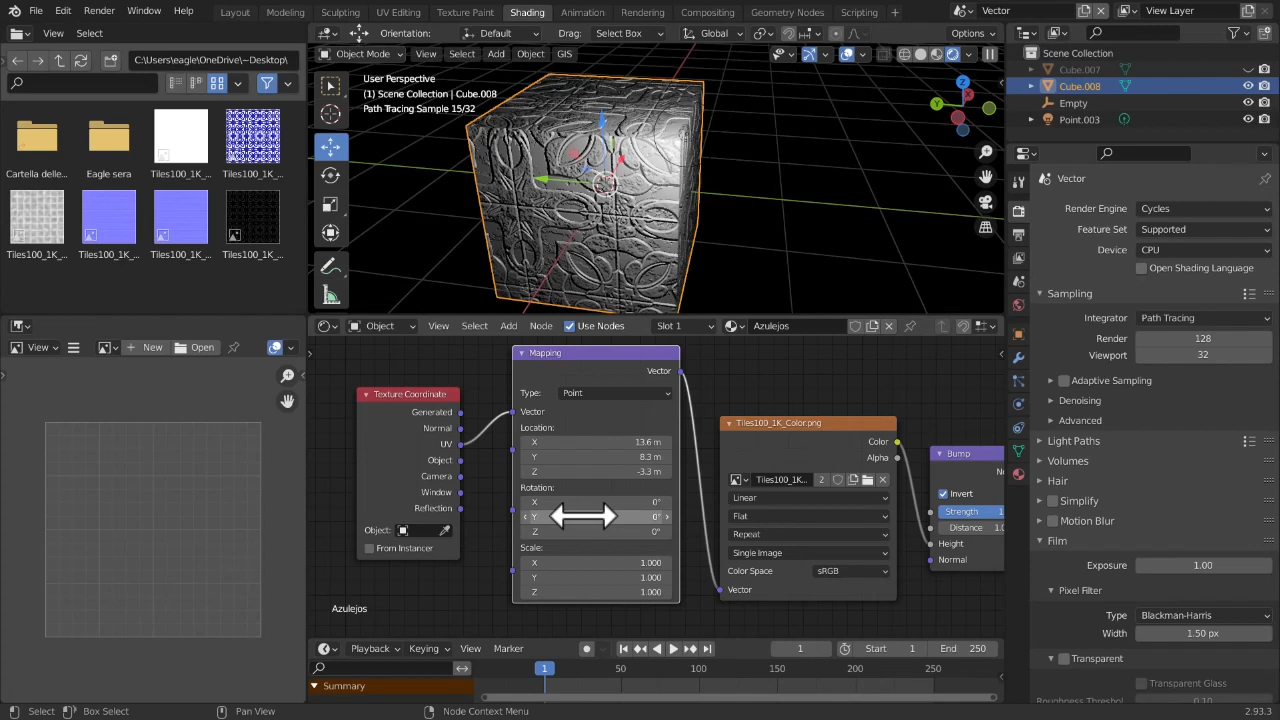 File Edit Render Window Help Layout Modeling Sculpting UV Editing Texture Paint Shading Animation Rendering Compositing Geometry Nodes Scripting + Vector View Layer
View Select
C:\Users\eagle\OneDrive\~Desktop\
Cartella delle... Eagle sera Tiles100_1K_... Tiles100_1K_...
Tiles100_1K_... Tiles100_1K_... Tiles100_1K_... Tiles100_1K_...
View New Open
Orientation: Default Drag: Select Box Global Options
Object Mode View Select Add Object GIS
User Perspective
(1) Scene Collection | Cube.008
Path Tracing Sample 15/32
Z
Y
X
Object View Select Add Node Use Nodes Slot 1 Azulejos
Texture Coordinate
Generated
Normal
UV
Object
Camera
Window
Reflection
Object:
From Instancer
Mapping
Vector
Type: Point
Vector
Location:
X 13.6 m
Y 8.3 m
Z -3.3 m
Rotation:
X 0°
Y 0°
Z 0°
Scale:
X 1.000
Y 1.000
Z 1.000
Tiles100_1K_Color.png
Color
Alpha
Tiles100_1K... 2
Linear
Flat
Repeat
Single Image
Color Space sRGB
Vector
Bump
Invert
Strength
Distance
Height
Normal
Azulejos
Playback Keying View Marker 1 Start 1 End 250
1 50 100 150 200 250
Summary
Scene Collection
Cube.007
Cube.008
Empty
Point.003
Vector
Render Engine Cycles
Feature Set Supported
Device CPU
Open Shading Language
Sampling
Integrator Path Tracing
Render 128
Viewport 32
Adaptive Sampling
Denoising
Advanced
Light Paths
Volumes
Hair
Simplify
Motion Blur
Film
Exposure 1.00
Pixel Filter
Type Blackman-Harris
Width 1.50 px
Transparent
Transparent Glass
Select Box Select Pan View Node Context Menu 2.93.3